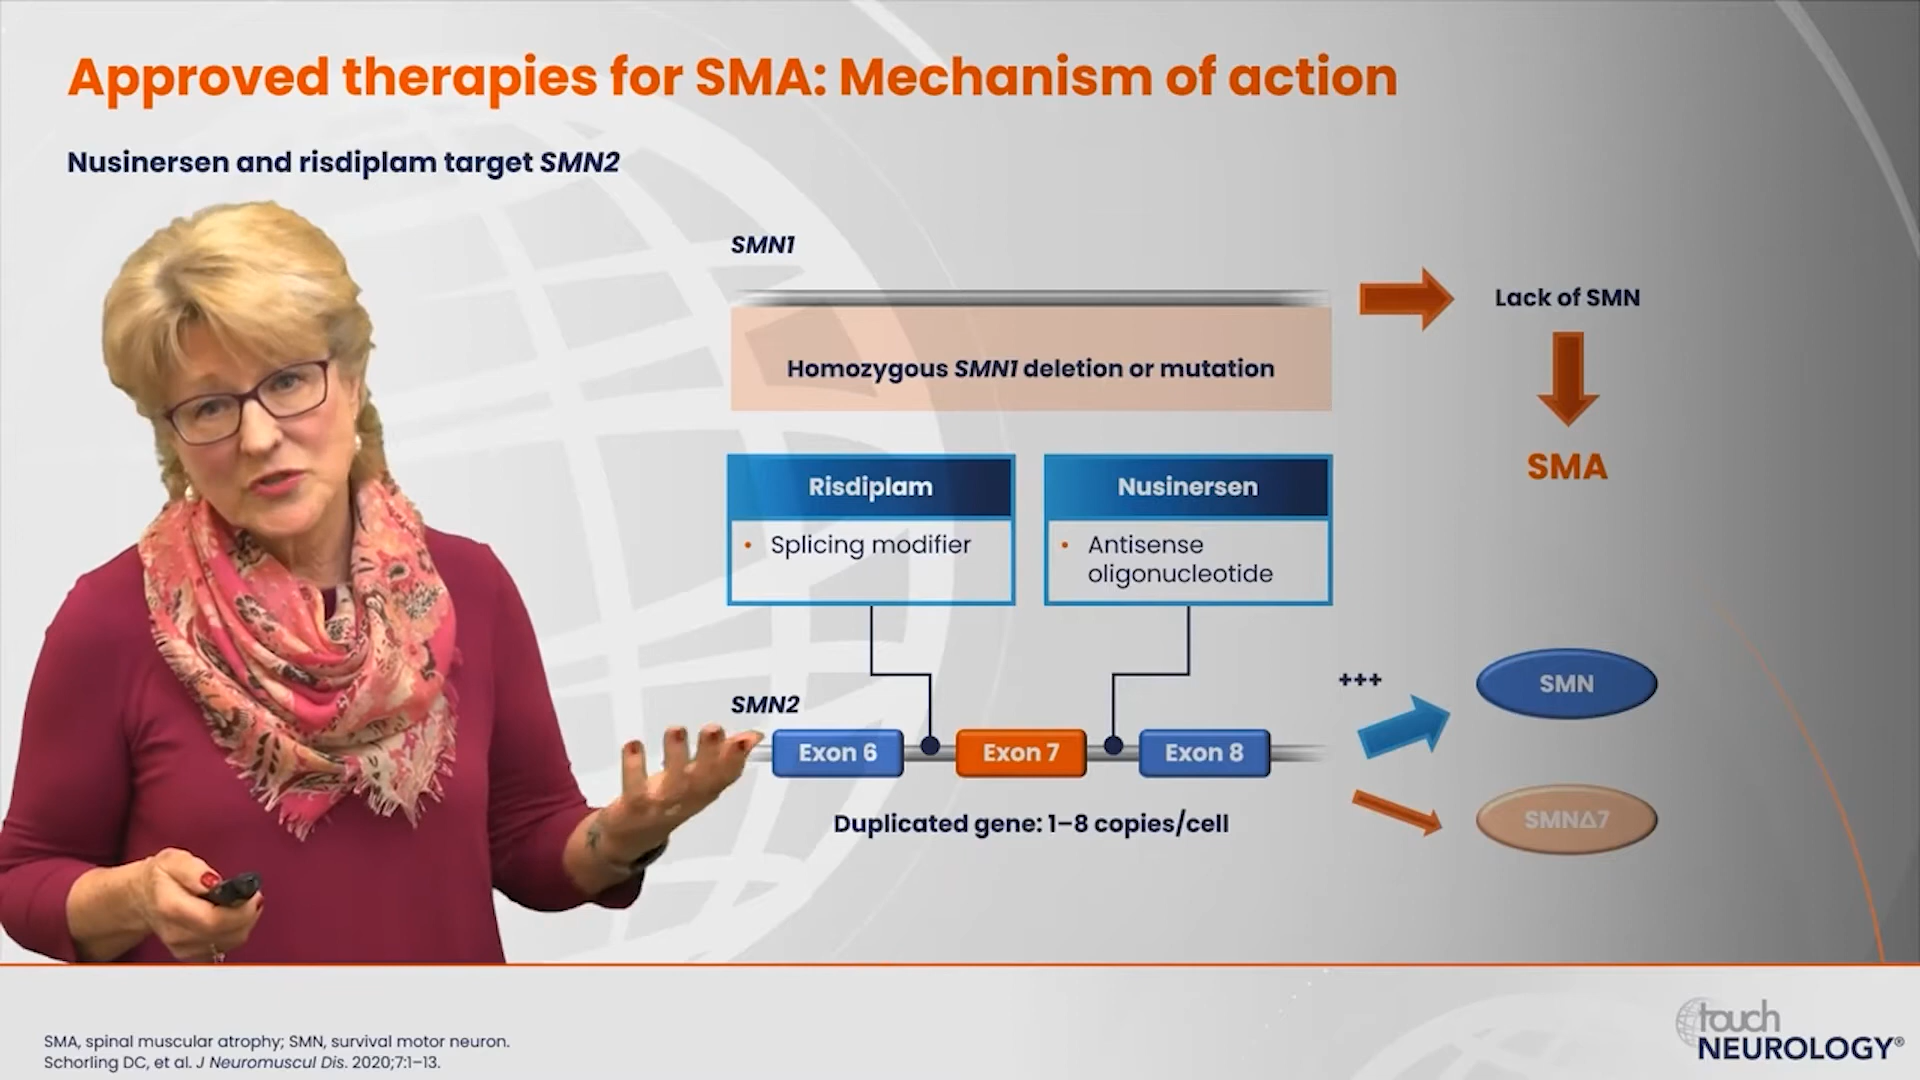 Approved therapies for SMA: Mechanism of action
Nusinersen and risdiplam target SMN2
SMN1
Lack of SMN
Homozygous SMN1 deletion or mutation
SMA
Risdiplam
• Splicing modifier
Nusinersen
• Antisense
oligonucleotide
SMN2
Exon 6
Exon 7
Exon 8
+++
SMN
SMNΔ7
Duplicated gene: 1–8 copies/cell
SMA, spinal muscular atrophy; SMN, survival motor neuron.
Schorling DC, et al. J Neuromuscul Dis. 2020;7:1–13.
touch
NEUROLOGY®